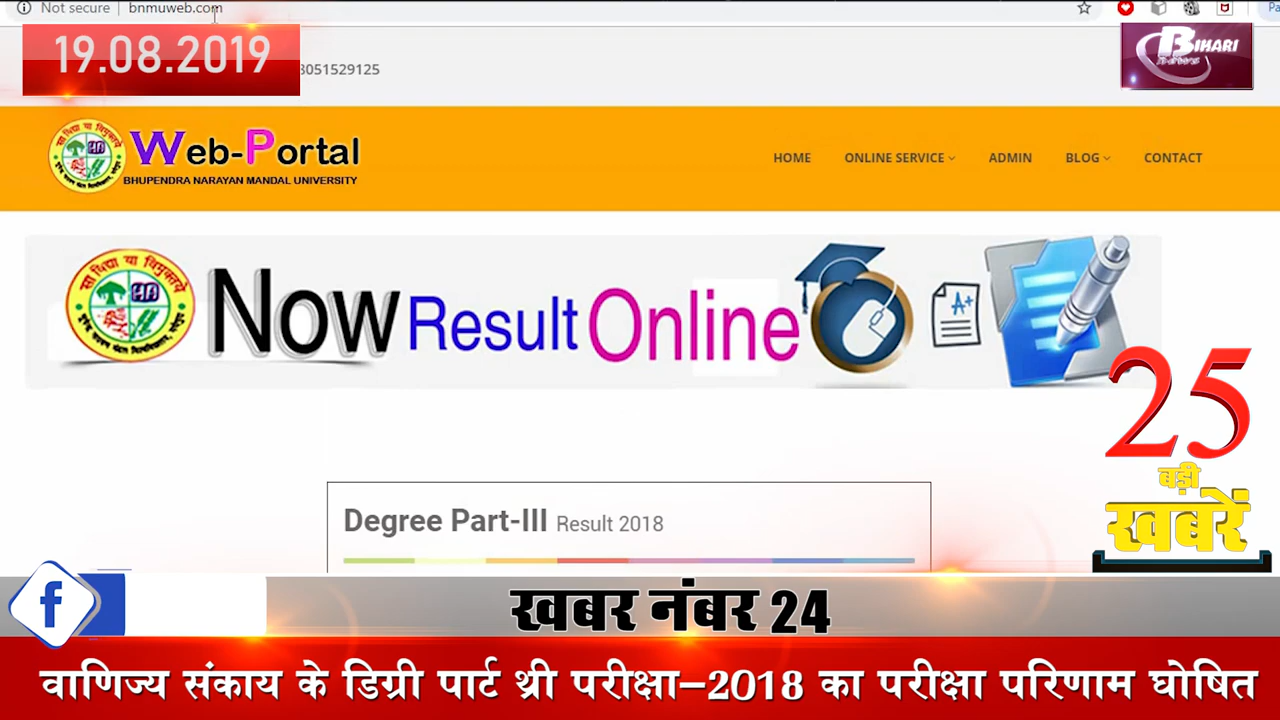 Not secure | bnmuweb.com
19.08.2019
8051529125
BIHARI
News
Web-Portal
BHUPENDRA NARAYAN MANDAL UNIVERSITY
HOME
ONLINE SERVICE
ADMIN
BLOG
CONTACT
Now Result Online
A+
25
बड़ी
खबरें
Degree Part-III Result 2018
f
खबर नंबर 24
वाणिज्य संकाय के डिग्री पार्ट थ्री परीक्षा-2018 का परीक्षा परिणाम घोषित